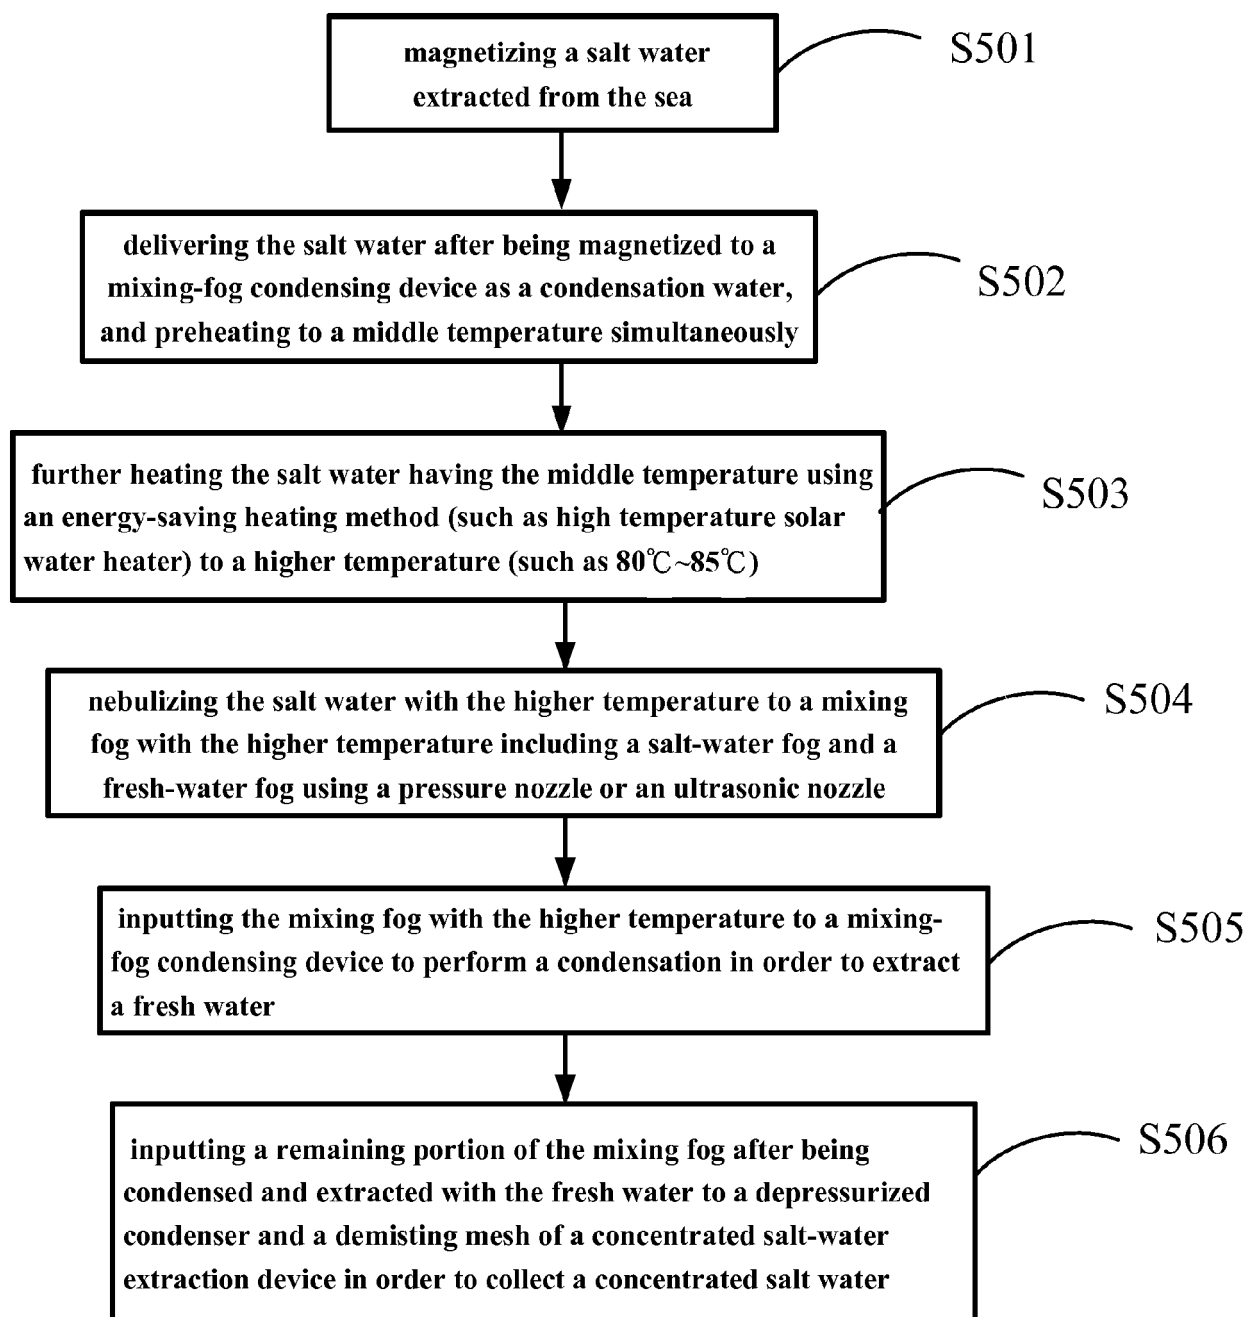 magnetizing a salt water
extracted from the sea
S501
delivering the salt water after being magnetized to a
mixing-fog condensing device as a condensation water,
and preheating to a middle temperature simultaneously
S502
further heating the salt water having the middle temperature using
an energy-saving heating method (such as high temperature solar
water heater) to a higher temperature (such as 80℃~85℃)
S503
nebulizing the salt water with the higher temperature to a mixing
fog with the higher temperature including a salt-water fog and a
fresh-water fog using a pressure nozzle or an ultrasonic nozzle
S504
inputting the mixing fog with the higher temperature to a mixing-
fog condensing device to perform a condensation in order to extract
a fresh water
S505
inputting a remaining portion of the mixing fog after being
condensed and extracted with the fresh water to a depressurized
condenser and a demisting mesh of a concentrated salt-water
extraction device in order to collect a concentrated salt water
S506